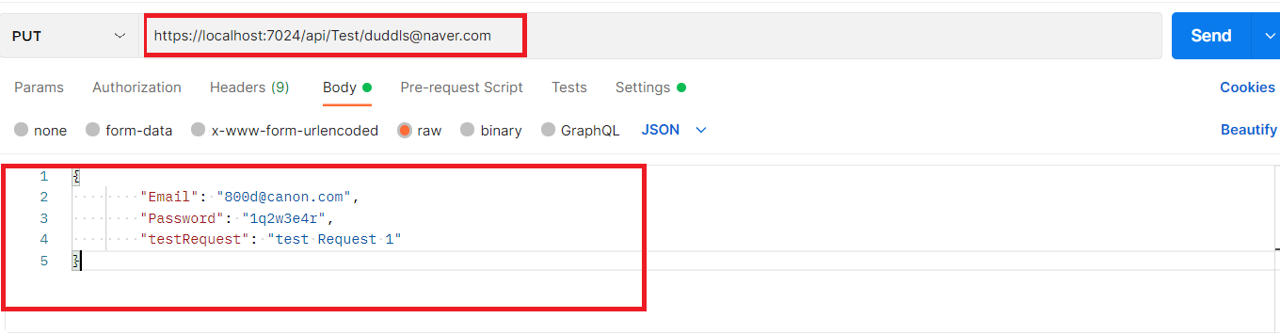 PUT https://localhost:7024/api/Test/duddls@naver.com Send
Params Authorization Headers (9) Body Pre-request Script Tests Settings Cookies
none form-data x-www-form-urlencoded raw binary GraphQL JSON Beautify
1 {
2 "Email": "800d@canon.com",
3 "Password": "1q2w3e4r",
4 "testRequest": "test Request 1"
5 }